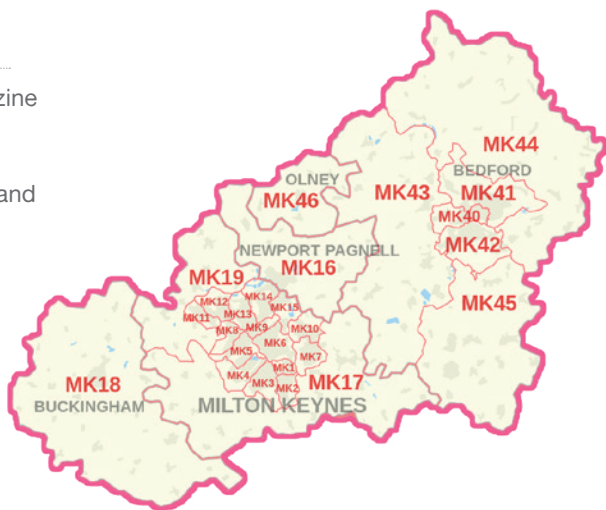 zine
and
MK44
BEDFORD
OLNEY
MK43
MK41
MK46
MK40
MK42
NEWPORT PAGNELL
MK16
MK19
MK14
MK12
MK15
MK13
MK11
MK10
MK8
MK9
MK6
MK5
MK7
MK45
MK1
MK4
MK3
MK2
MK17
MK18
BUCKINGHAM
MILTON KEYNES